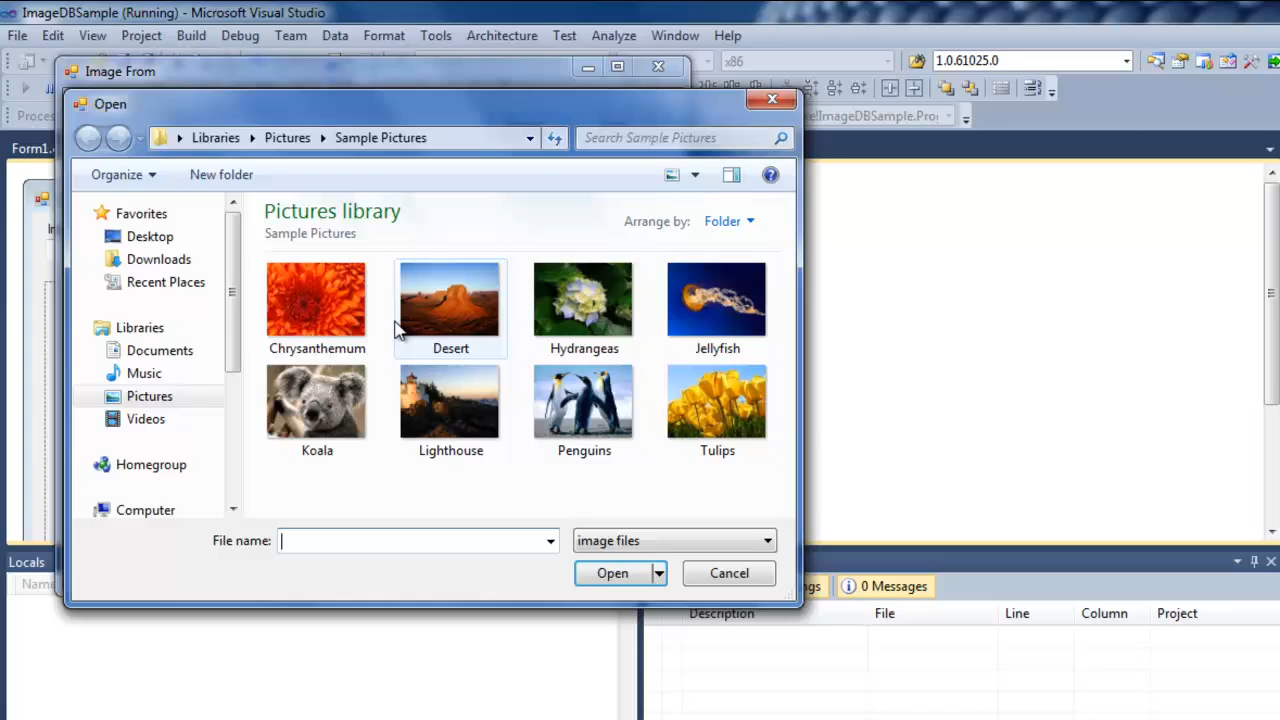 ImageDBSample (Running) - Microsoft Visual Studio
File Edit View Project Build Debug Team Data Format Tools Architecture Test Analyze Window Help
Image From
x86
1.0.61025.0
Open
Libraries Pictures Sample Pictures
Search Sample Pictures
Form1.
Organize New folder
Favorites
Desktop
Downloads
Recent Places
Libraries
Documents
Music
Pictures
Videos
Homegroup
Computer
Pictures library
Sample Pictures
Arrange by: Folder
Chrysanthemum Desert Hydrangeas Jellyfish
Koala Lighthouse Penguins Tulips
File name:
image files
Open Cancel
Locals
0 Messages
Description File Line Column Project